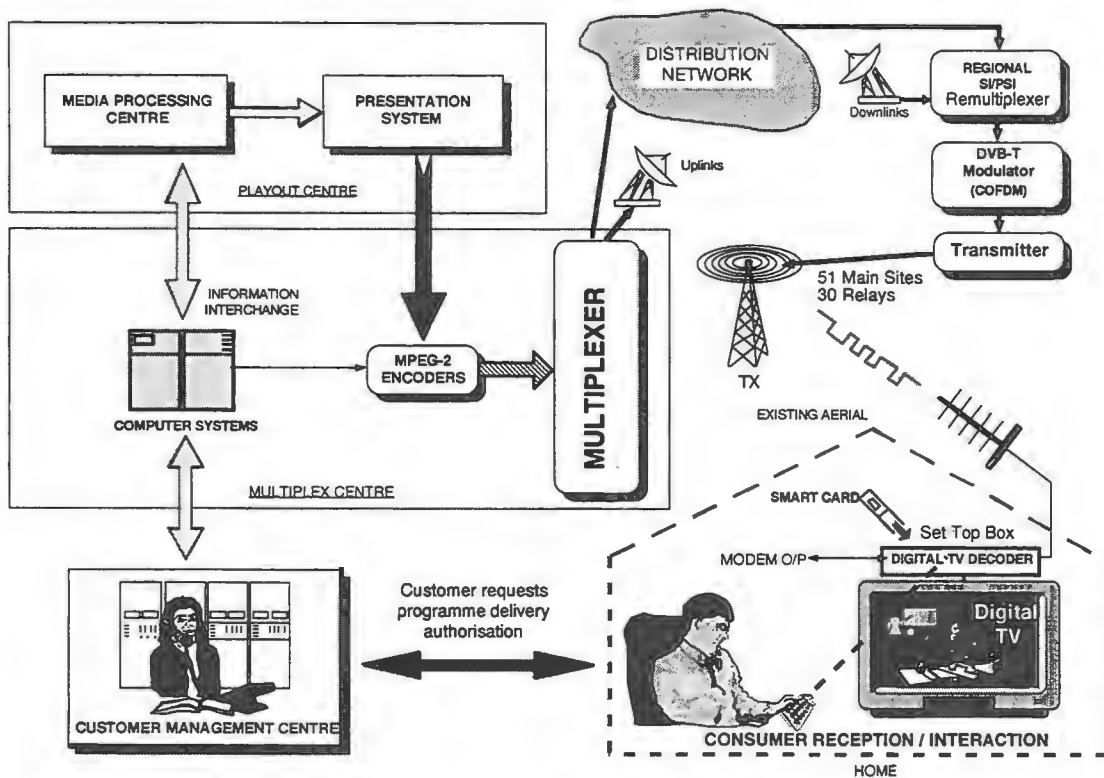 MEDIA PROCESSING
CENTRE
PRESENTATION
SYSTEM
PLAYOUT CENTRE
DISTRIBUTION
NETWORK
Downlinks
REGIONAL
SI/PSI
Remultiplexer
DVB-T
Modulator
(COFDM)
Transmitter
Uplinks
51 Main Sites
30 Relays
TX
INFORMATION
INTERCHANGE
COMPUTER SYSTEMS
MPEG-2
ENCODERS
MULTIPLEXER
MULTIPLEX CENTRE
EXISTING AERIAL
SMART CARD
Set Top Box
MODEM O/P
DIGITAL TV DECODER
Digital
TV
Customer requests
programme delivery
authorisation
CUSTOMER MANAGEMENT CENTRE
CONSUMER RECEPTION / INTERACTION
HOME